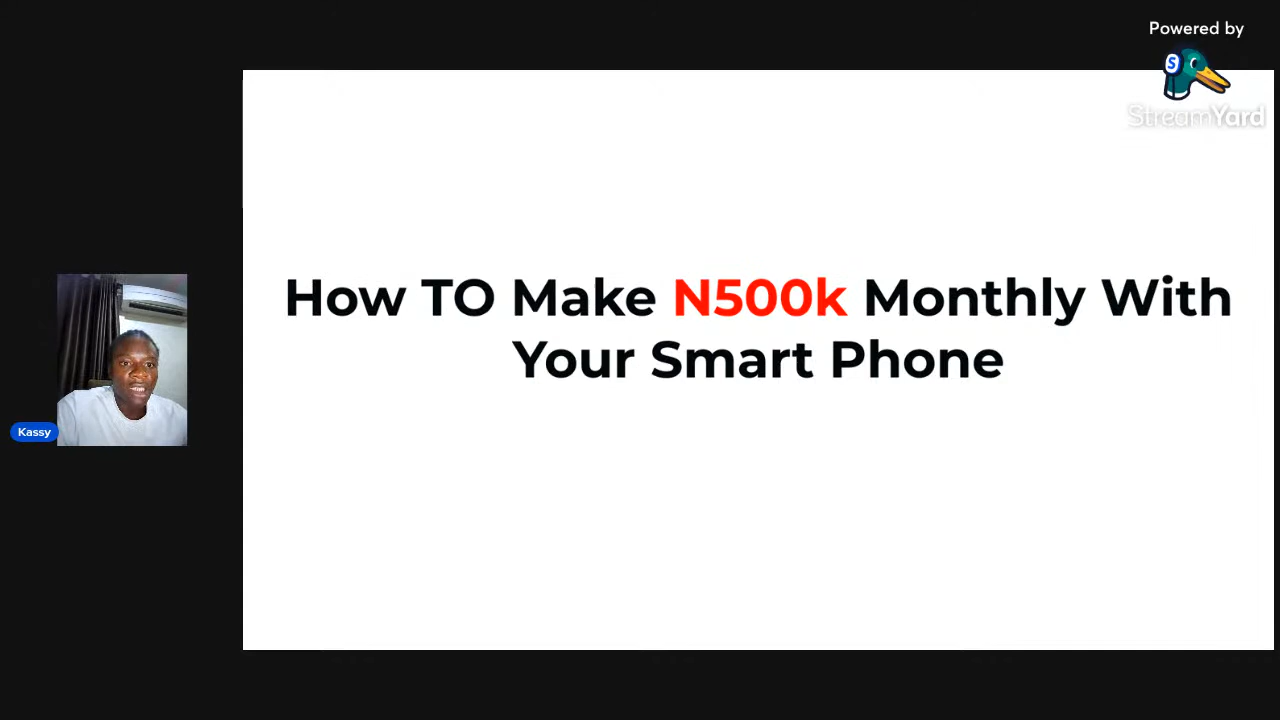 Powered by
S
StreamYard
How TO Make N500k Monthly With
Your Smart Phone
Kassy